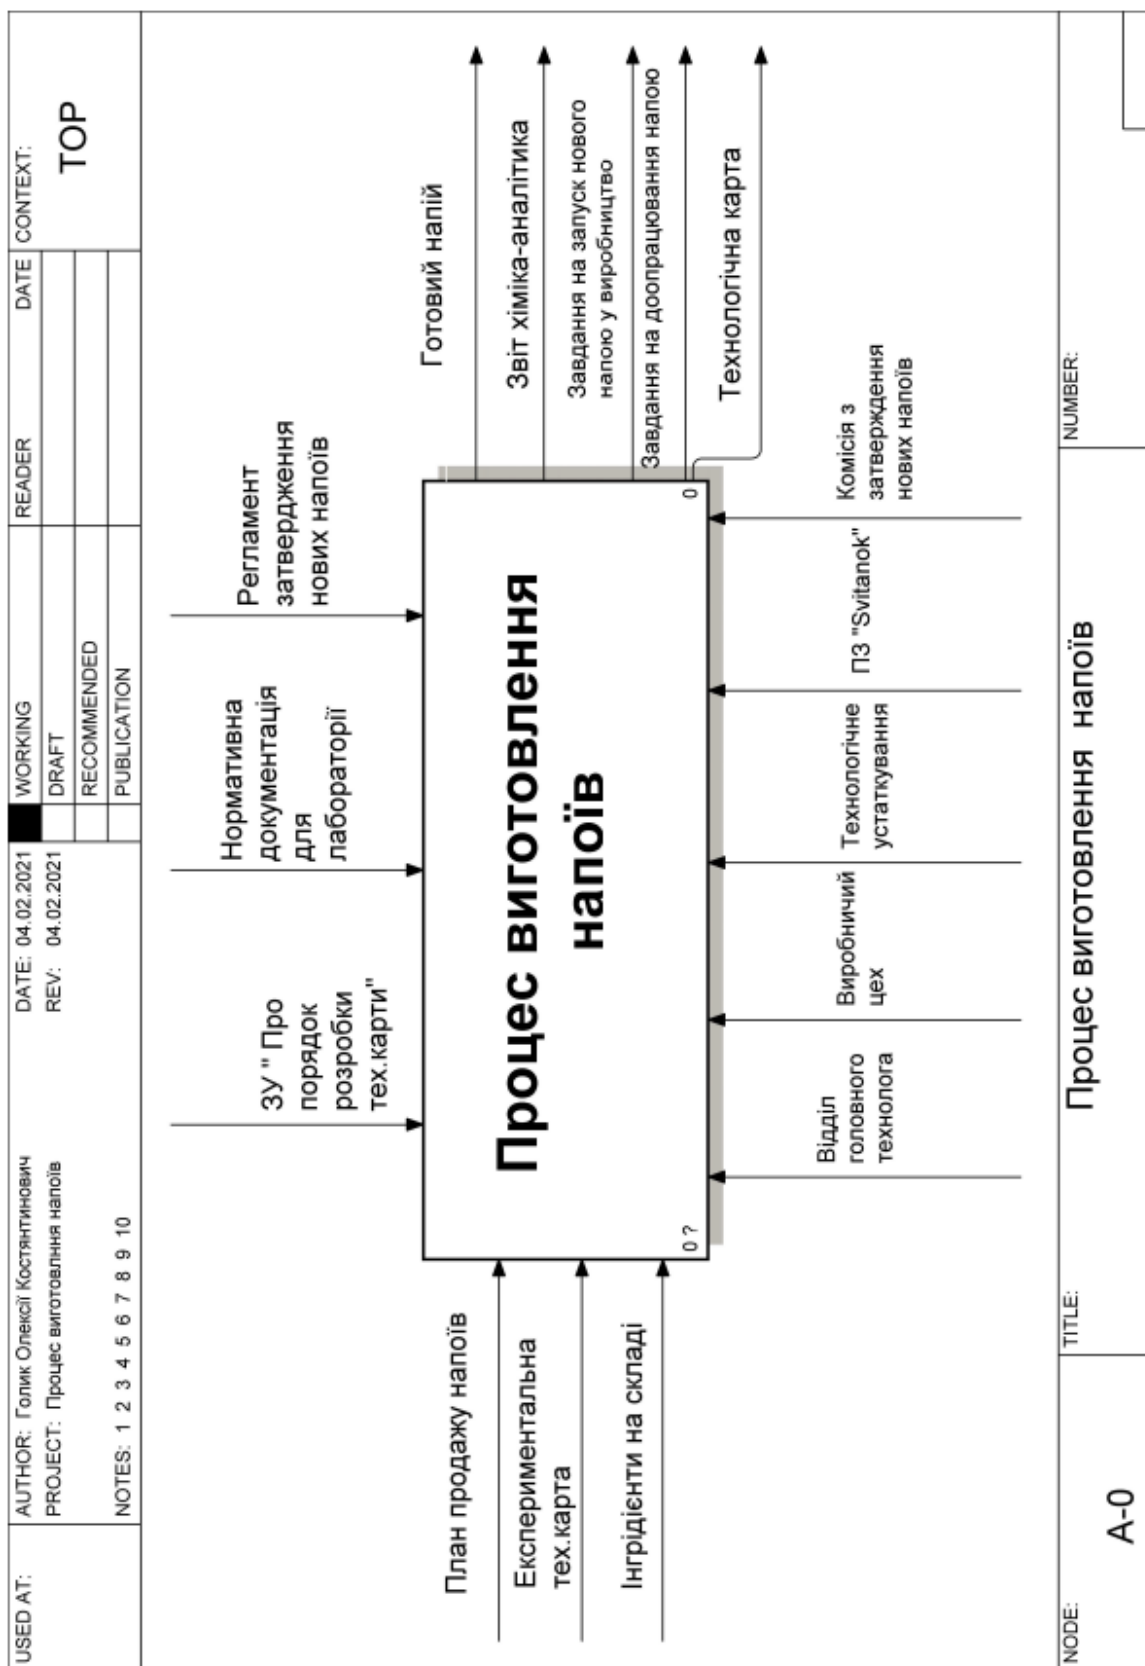 USED AT:
AUTHOR: Голик Олексій Костянтинович
DATE: 04.02.2021
PROJECT: Процес виготовлння напоїв
REV: 04.02.2021
NOTES: 1 2 3 4 5 6 7 8 9 10
WORKING
DRAFT
RECOMMENDED
PUBLICATION
READER
DATE
CONTEXT:
TOP
ЗУ " Про
порядок
розробки
тех.карти"
Нормативна
документація
для
лабораторії
Регламент
затвердження
нових напоїв
План продажу напоїв
Експериментальна
тех.карта
Інгрідієнти на складі
Процес виготовлення
напоїв
0 ?
0
Готовий напій
Звіт хіміка-аналітика
Завдання на запуск нового
напою у виробництво
Завдання на доопрацювання напою
Технологічна карта
Відділ
головного
технолога
Виробничий
цех
Технологічне
устаткування
ПЗ "Svitanok"
Комісія з
затверждення
нових напоїв
NODE:
A-0
TITLE:
Процес виготовлення напоїв
NUMBER: